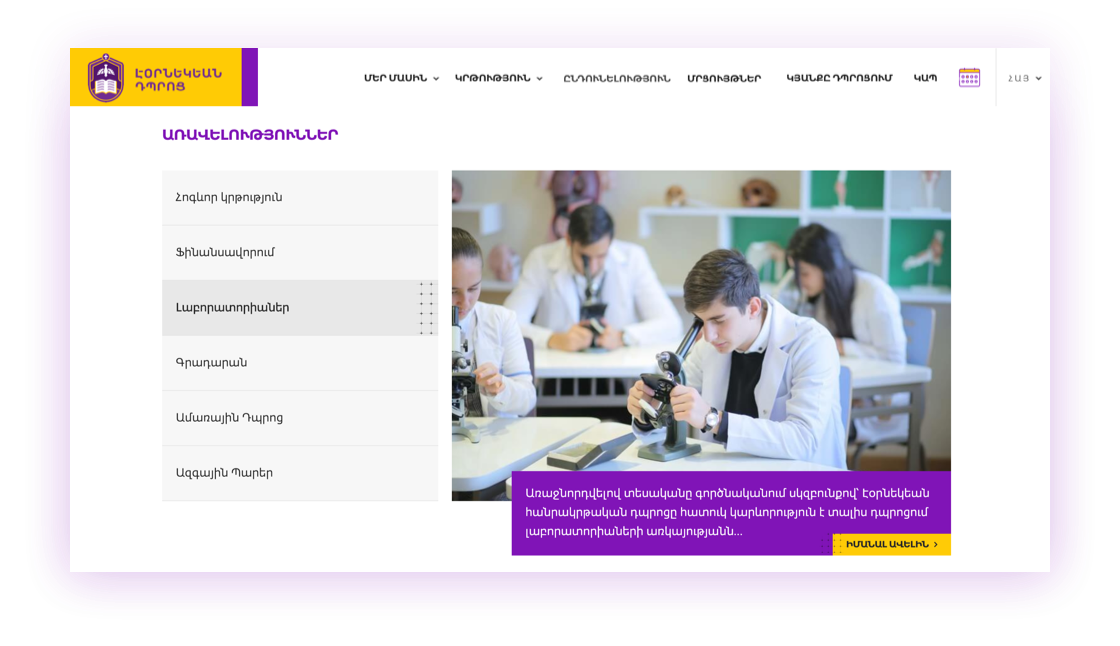 ԷՕՐՆԵԿԵԱՆ
ԴՊՐՈՑ
ՄԵՐ ՄԱՍԻՆ ԿՐԹՈՒԹՅՈՒՆ ԸՆԴՈՒՆԵԼՈՒԹՅՈՒՆ ՄՐՑՈՒՅԹՆԵՐ ԿՅԱՆՔԸ ԴՊՐՈՑՈՒՄ ԿԱՊ ՀԱՅ
ԱՌԱՎԵԼՈՒԹՅՈՒՆՆԵՐ
Հոգևոր կրթություն
Ֆինանսավորում
Լաբորատորիաներ
Գրադարան
Ամառային Դպրոց
Ազգային Պարեր
Առաջնորդվելով տեսականը գործնականում սկզբունքով՝ Էօրնեկեան
հանրակրթական դպրոցը հատուկ կարևորություն է տալիս դպրոցում
լաբորատորիաների առկայությանն...
ԻՄԱՆԱԼ ԱՎԵԼԻՆ >